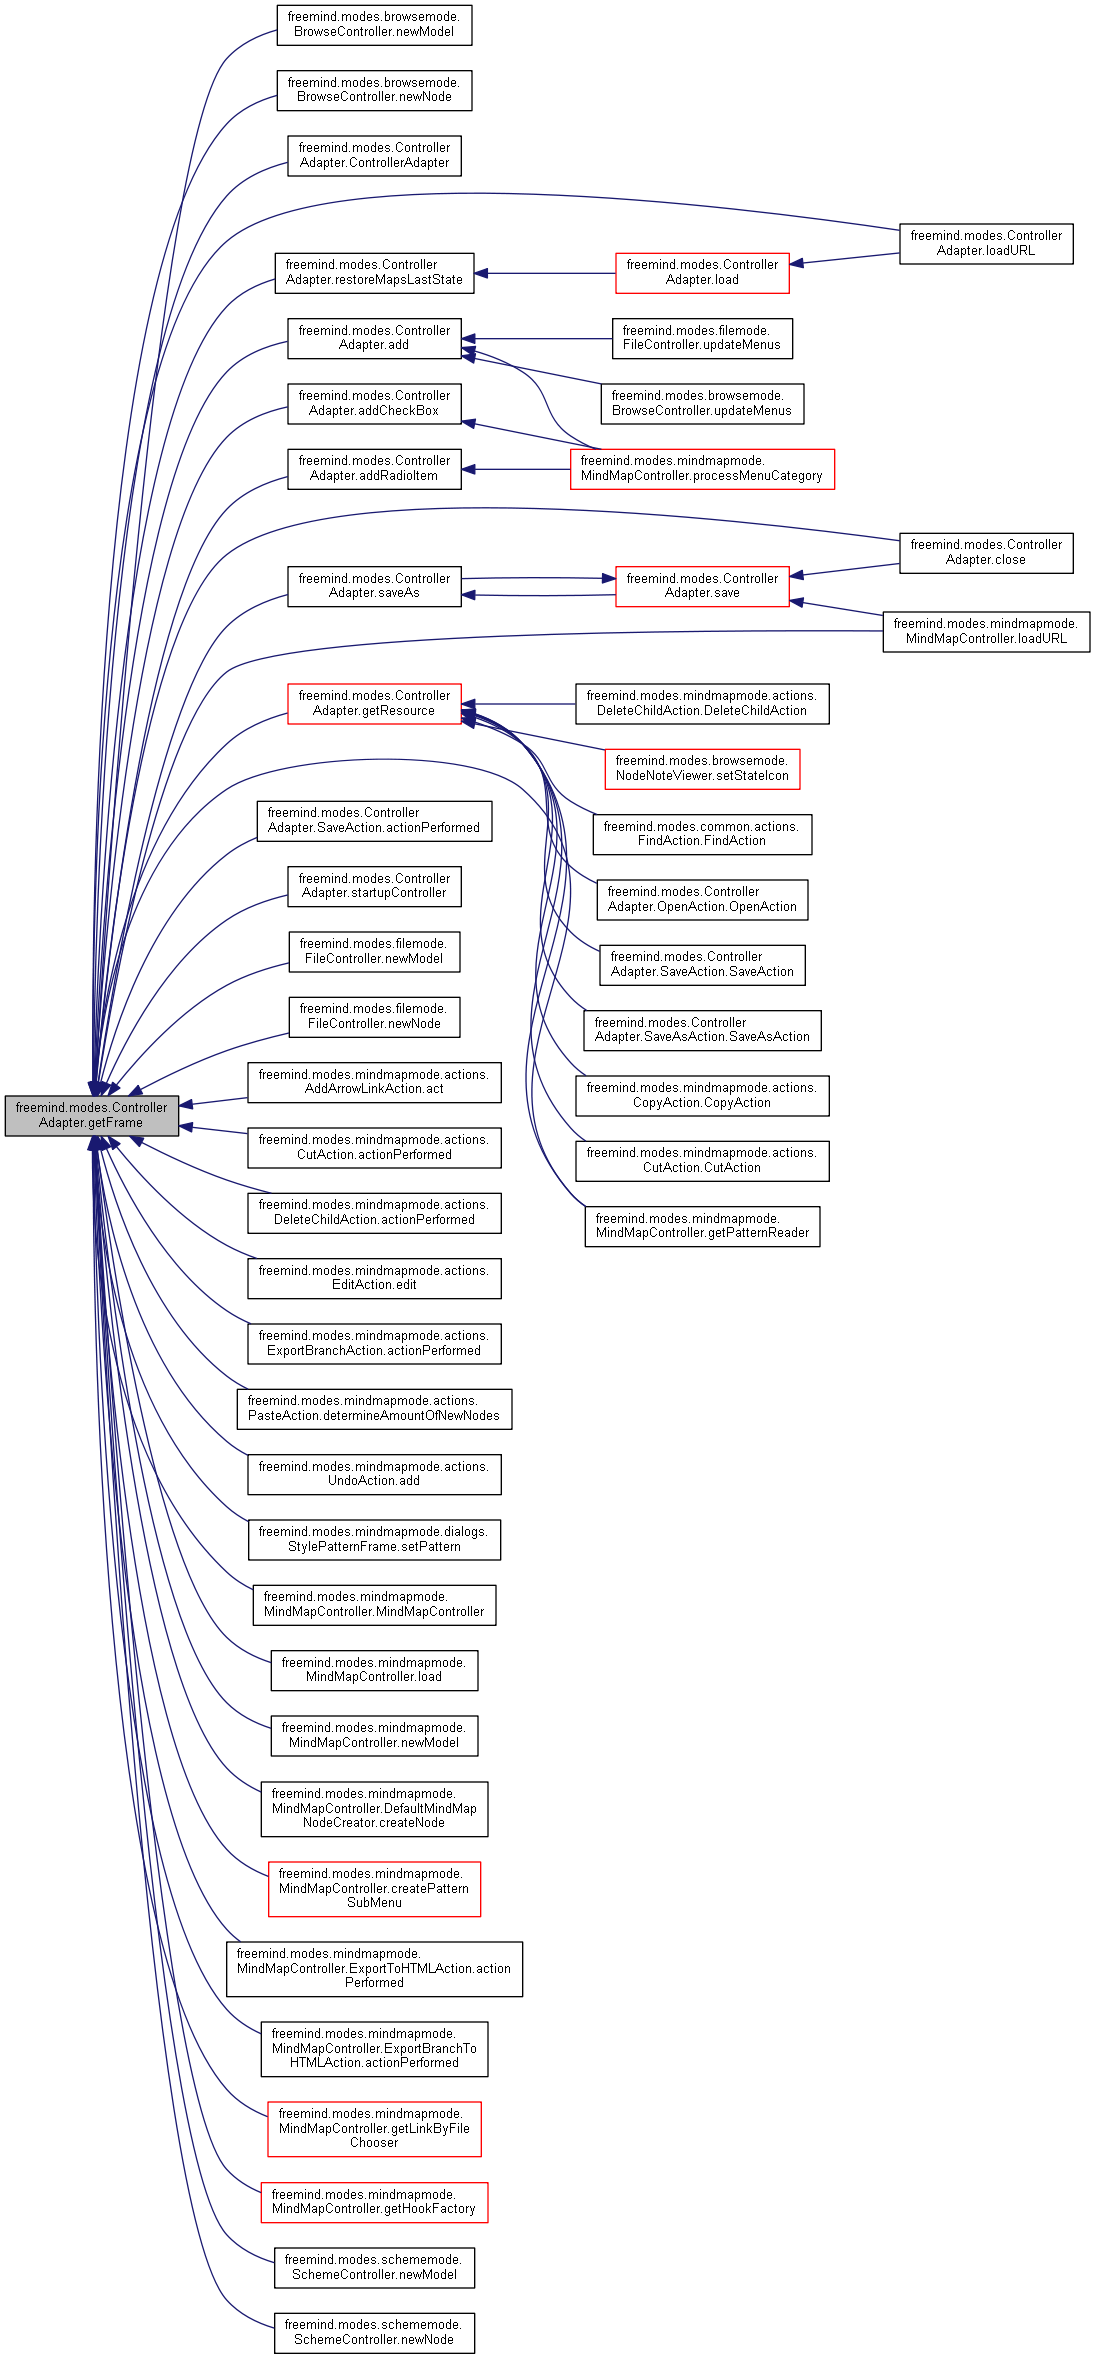 freemind.modes.browsemode.
BrowseController.newModel
freemind.modes.browsemode.
BrowseController.newNode
freemind.modes.Controller
Adapter.ControllerAdapter
freemind.modes.Controller
Adapter.loadURL
freemind.modes.Controller
Adapter.restoreMapsLastState
freemind.modes.Controller
Adapter.load
freemind.modes.Controller
Adapter.add
freemind.modes.filemode.
FileController.updateMenus
freemind.modes.Controller
Adapter.addCheckBox
freemind.modes.browsemode.
BrowseController.updateMenus
freemind.modes.Controller
Adapter.addRadioItem
freemind.modes.mindmapmode.
MindMapController.processMenuCategory
freemind.modes.Controller
Adapter.close
freemind.modes.Controller
Adapter.saveAs
freemind.modes.Controller
Adapter.save
freemind.modes.mindmapmode.
MindMapController.loadURL
freemind.modes.Controller
Adapter.getResource
freemind.modes.mindmapmode.actions.
DeleteChildAction.DeleteChildAction
freemind.modes.browsemode.
NodeNoteViewer.setStateIcon
freemind.modes.Controller
Adapter.SaveAction.actionPerformed
freemind.modes.common.actions.
FindAction.FindAction
freemind.modes.Controller
Adapter.startupController
freemind.modes.Controller
Adapter.OpenAction.OpenAction
freemind.modes.filemode.
FileController.newModel
freemind.modes.Controller
Adapter.SaveAction.SaveAction
freemind.modes.filemode.
FileController.newNode
freemind.modes.Controller
Adapter.SaveAsAction.SaveAsAction
freemind.modes.mindmapmode.actions.
AddArrowLinkAction.act
freemind.modes.mindmapmode.actions.
CopyAction.CopyAction
freemind.modes.Controller
Adapter.getFrame
freemind.modes.mindmapmode.actions.
CutAction.actionPerformed
freemind.modes.mindmapmode.actions.
CutAction.CutAction
freemind.modes.mindmapmode.actions.
DeleteChildAction.actionPerformed
freemind.modes.mindmapmode.
MindMapController.getPatternReader
freemind.modes.mindmapmode.actions.
EditAction.edit
freemind.modes.mindmapmode.actions.
ExportBranchAction.actionPerformed
freemind.modes.mindmapmode.actions.
PasteAction.determineAmountOfNewNodes
freemind.modes.mindmapmode.actions.
UndoAction.add
freemind.modes.mindmapmode.dialogs.
StylePatternFrame.setPattern
freemind.modes.mindmapmode.
MindMapController.MindMapController
freemind.modes.mindmapmode.
MindMapController.load
freemind.modes.mindmapmode.
MindMapController.newModel
freemind.modes.mindmapmode.
MindMapController.DefaultMindMap
NodeCreator.createNode
freemind.modes.mindmapmode.
MindMapController.createPattern
SubMenu
freemind.modes.mindmapmode.
MindMapController.ExportToHTMLAction.action
Performed
freemind.modes.mindmapmode.
MindMapController.ExportBranchTo
HTMLAction.actionPerformed
freemind.modes.mindmapmode.
MindMapController.getLinkByFile
Chooser
freemind.modes.mindmapmode.
MindMapController.getHookFactory
freemind.modes.schememode.
SchemeController.newModel
freemind.modes.schememode.
SchemeController.newNode